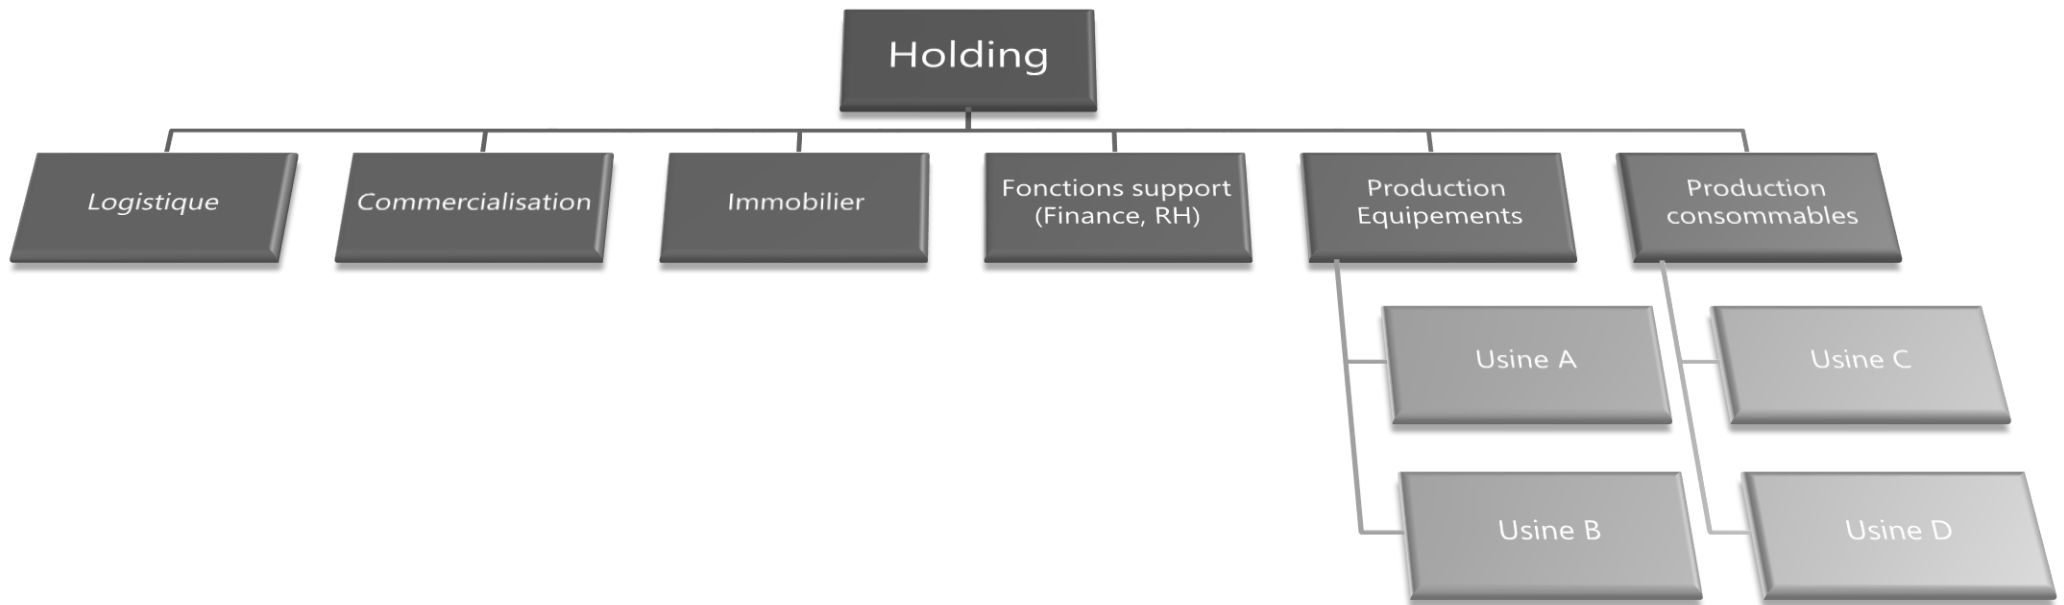 Holding
Logistique
Commercialisation
Immobilier
Fonctions support
(Finance, RH)
Production
Equipements
Production
consommables
Usine A
Usine C
Usine B
Usine D